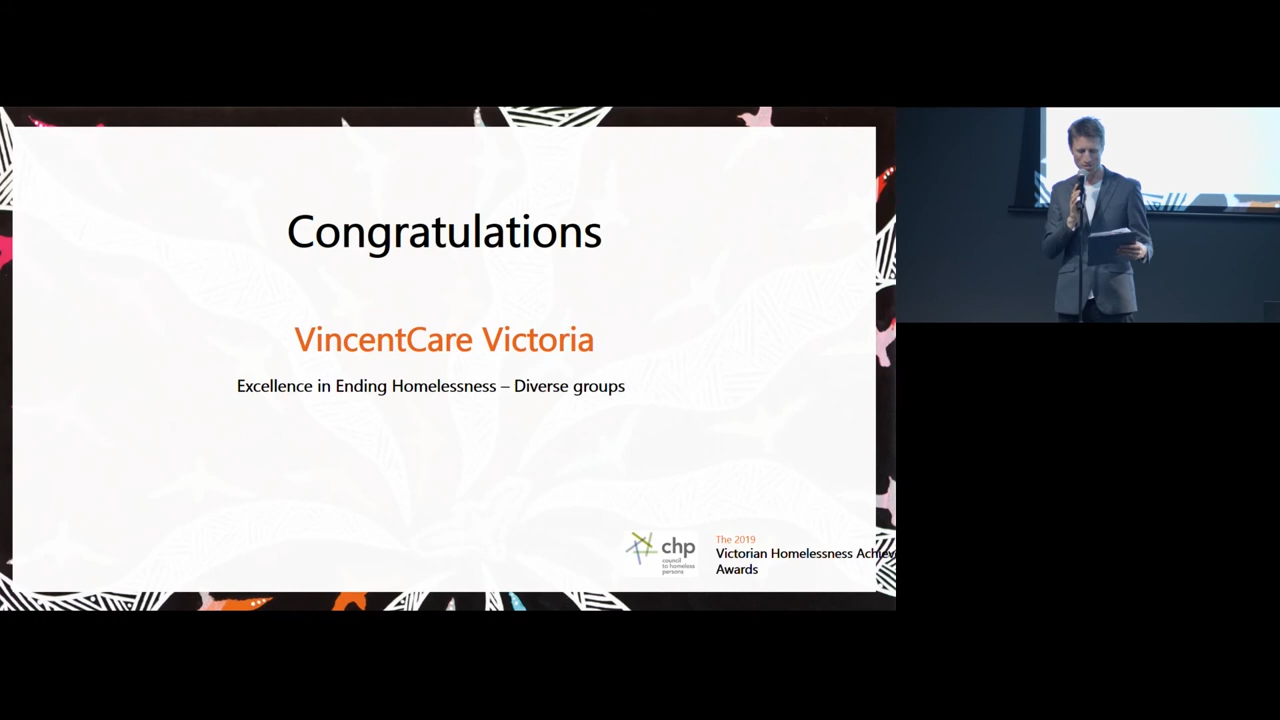 Congratulations
VincentCare Victoria
Excellence in Ending Homelessness – Diverse groups
chp
council
to homeless
persons
The 2019
Victorian Homelessness Achiev
Awards